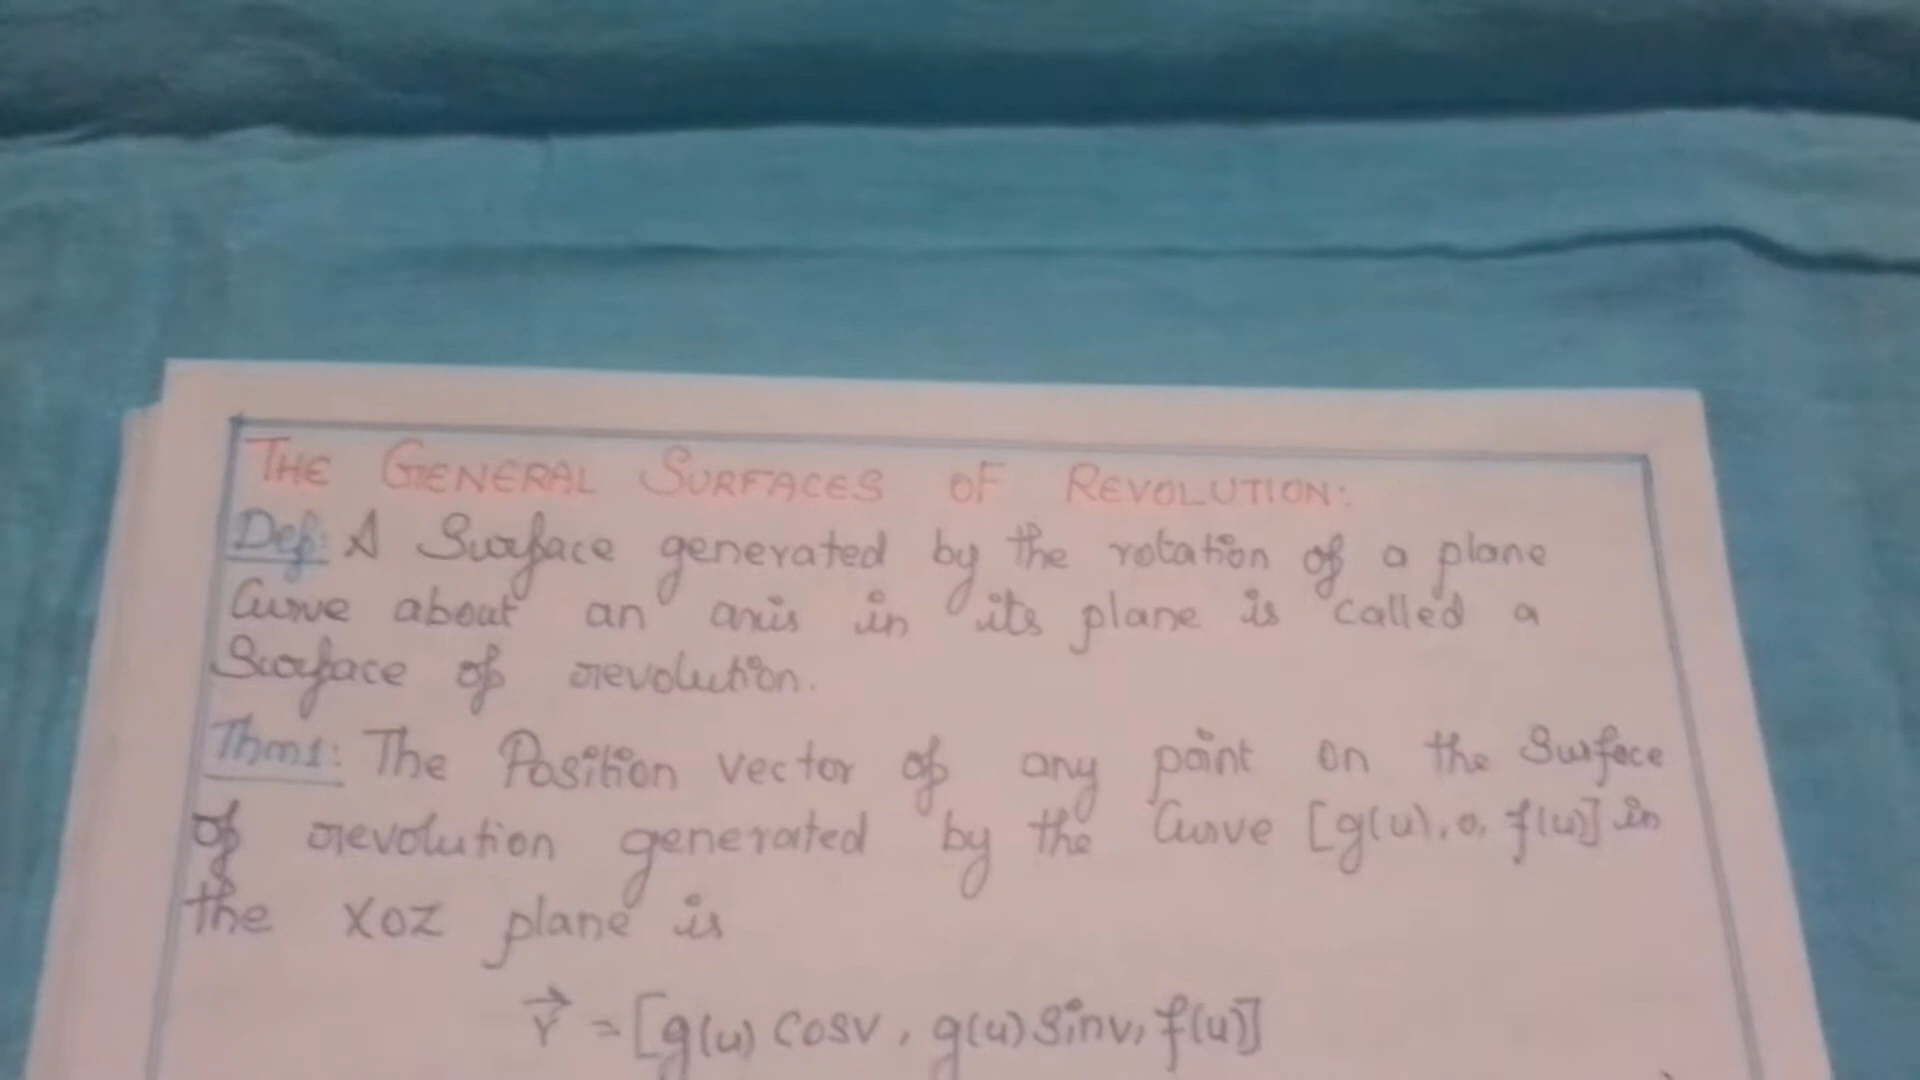 THE GENERAL SURFACES OF REVOLUTION:
Def: A Surface generated by the rotation of a plane
Curve about an axis in its plane is called a
Surface of revolution.
Thm1: The Position vector of any point on the Surface
of revolution generated by the Curve [g(u), 0, f(u)] in
the XOZ plane is
r⃗ = [g(u) cosv, g(u) sinv, f(u)]